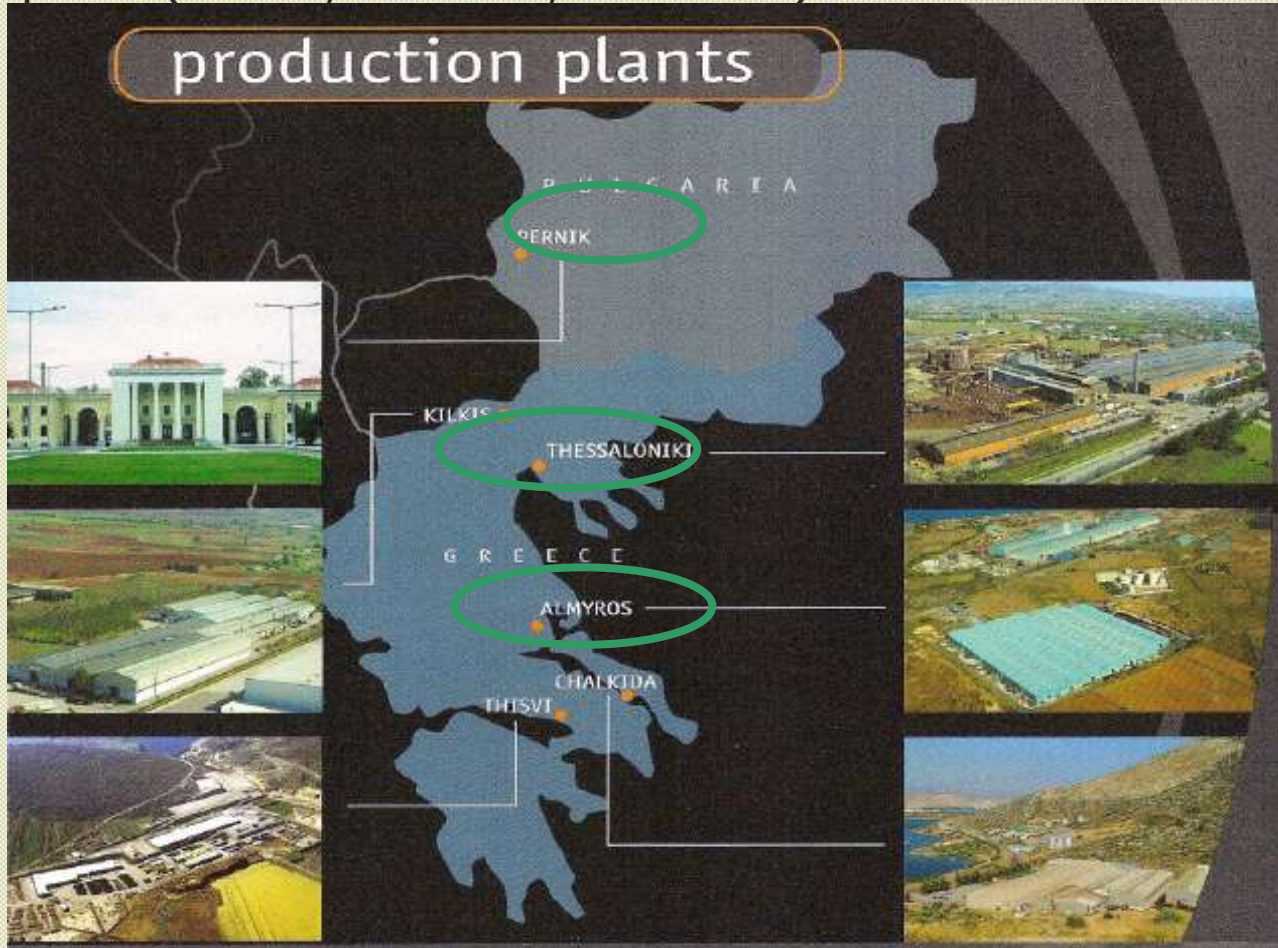 production plants
BULGARIA
PERNIK
KILKIS
THESSALONIKI
GREECE
ALMYROS
CHALKIDA
THISVI